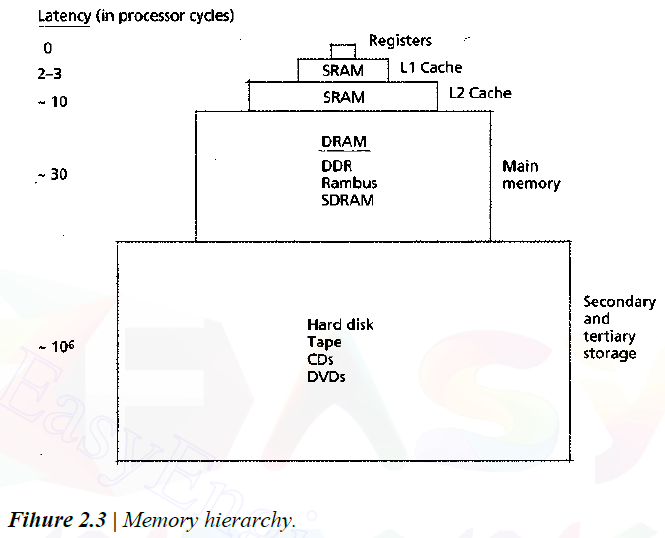 Latency (in processor cycles)
0
Registers
2–3
SRAM
L1 Cache
~ 10
SRAM
L2 Cache
~ 30
DRAM
DDR
Rambus
SDRAM
Main
memory
~ 10⁶
Hard disk
Tape
CDs
DVDs
Secondary
and
tertiary
storage
Fihure 2.3 | Memory hierarchy.